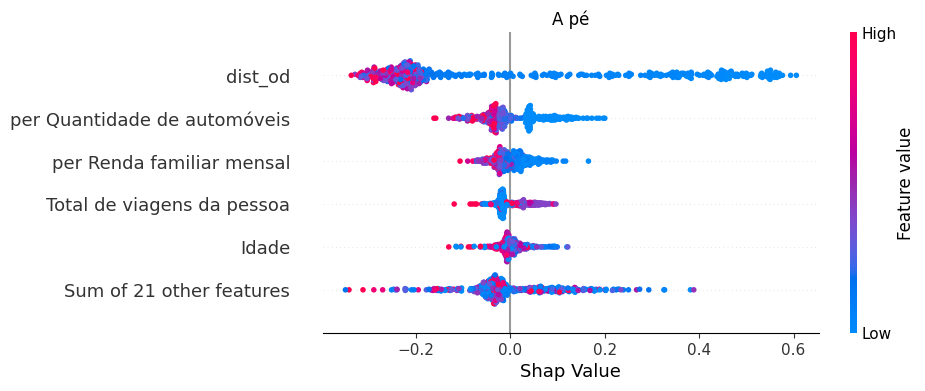 A pé
High
dist_od
per Quantidade de automóveis
per Renda familiar mensal
Total de viagens da pessoa
Idade
Sum of 21 other features
Feature value
Low
−0.2 0.0 0.2 0.4 0.6
Shap Value